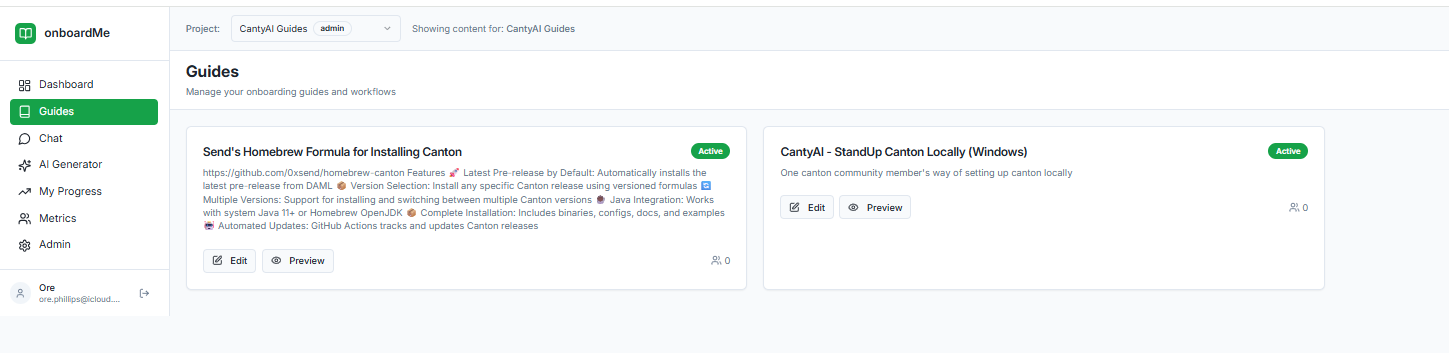 onboardMe
Dashboard
Guides
Chat
AI Generator
My Progress
Metrics
Admin
Ore
ore.phillips@icloud....
Project:
CantyAI Guides admin
Showing content for: CantyAI Guides
Guides
Manage your onboarding guides and workflows
Send's Homebrew Formula for Installing Canton
Active
https://github.com/0xsend/homebrew-canton Features 🚀 Latest Pre-release by Default: Automatically installs the
latest pre-release from DAML 📦 Version Selection: Install any specific Canton release using versioned formulas 🔄
Multiple Versions: Support for installing and switching between multiple Canton versions Java Integration: Works
with system Java 11+ or Homebrew OpenJDK 📦 Complete Installation: Includes binaries, configs, docs, and examples
Automated Updates: GitHub Actions tracks and updates Canton releases
Edit
Preview
0
CantyAI - StandUp Canton Locally (Windows)
Active
One canton community member's way of setting up canton locally
Edit
Preview
0